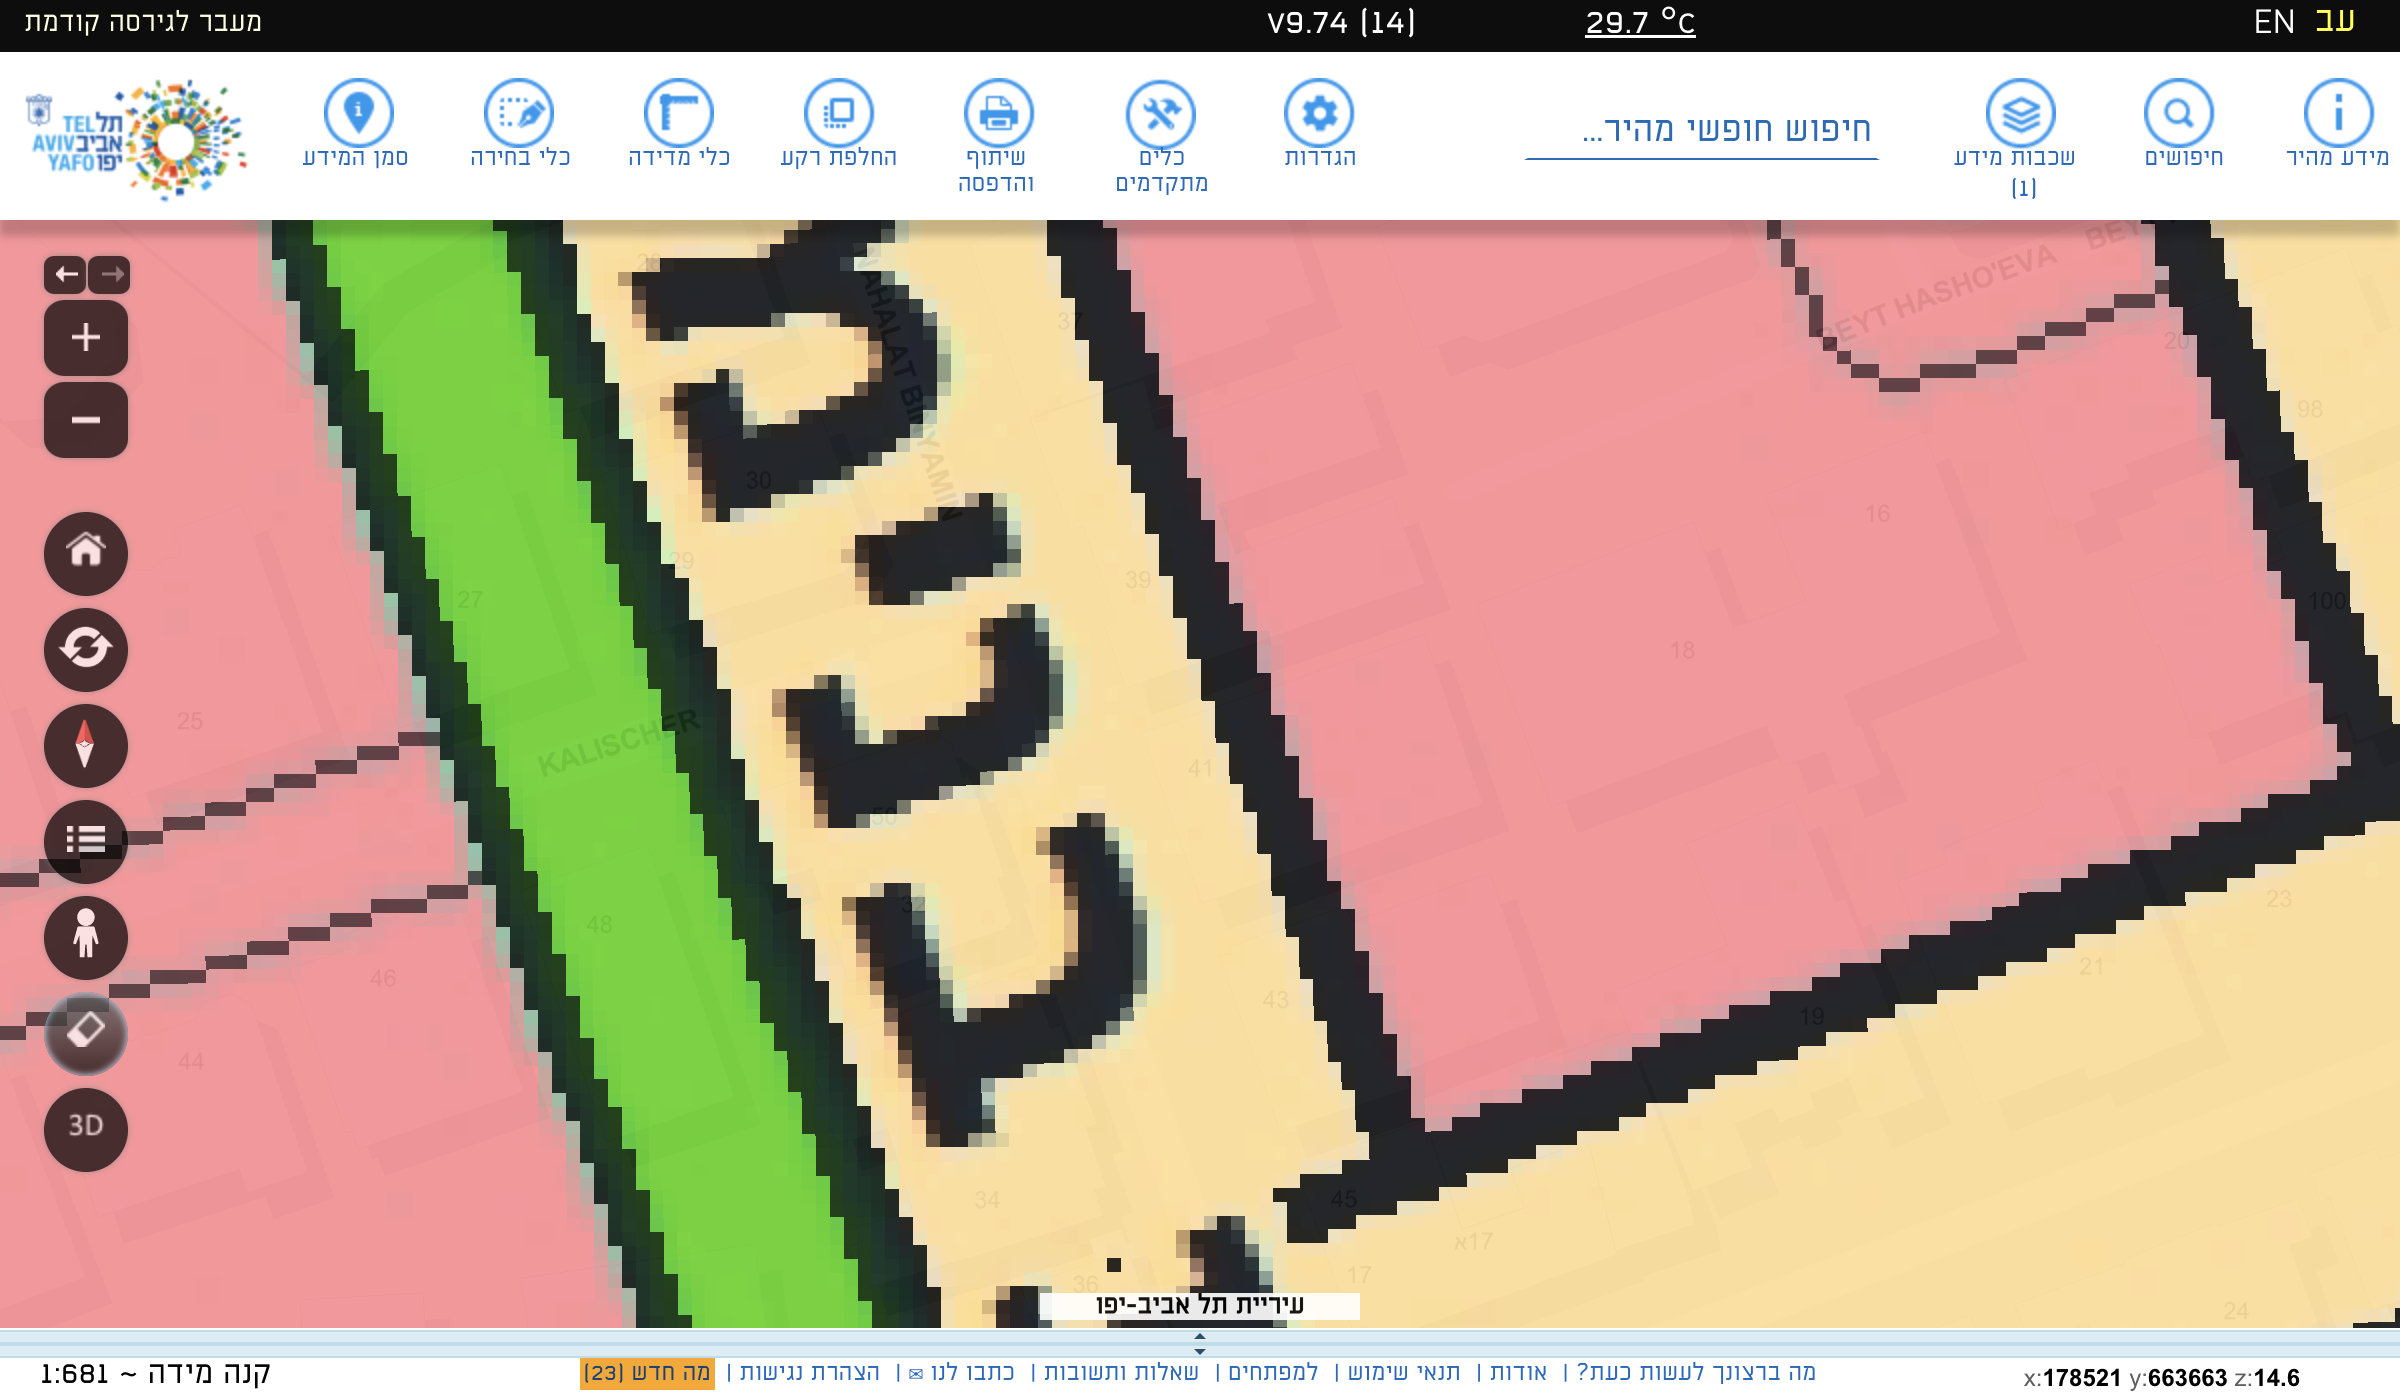 מעבר לגירסה קודמת
V9.74 (14)
29.7 °C
EN עב
תל אביב יפו
TEL AVIV YAFO
סמן המידע
כלי בחירה
כלי מדידה
החלפת רקע
שיתוף והדפסה
כלים מתקדמים
הגדרות
חיפוש חופשי מהיר...
שכבות מידע (1)
חיפושים
מידע מהיר
BEYT HASHO'EVA
NAHALAT BINYAMIN
KALISCHER
28
37
20
98
30
16
29
39
27
100
18
25
41
50
32
48
46
43
23
21
19
44
34
45
17א
17
36
24
3D
עיריית תל אביב-יפו
קנה מידה ~ 1:681
מה ברצונך לעשות כעת? | אודות | תנאי שימוש | למפתחים | שאלות ותשובות | כתבו לנו ✉ | הצהרת נגישות | מה חדש (23)
x:178521 y:663663 z:14.6